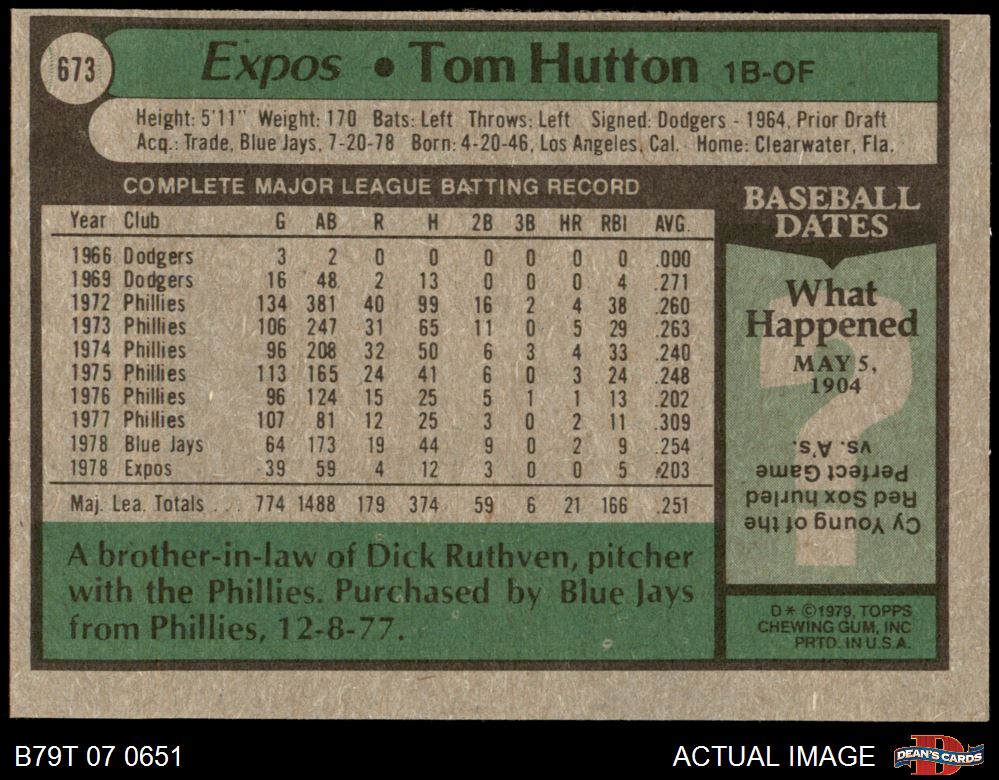 673
Expos • Tom Hutton 1B-OF
Height: 5'11" Weight: 170 Bats: Left Throws: Left Signed: Dodgers - 1964, Prior Draft
Acq.: Trade, Blue Jays, 7-20-78 Born: 4-20-46, Los Angeles, Cal. Home: Clearwater, Fla.
COMPLETE MAJOR LEAGUE BATTING RECORD
Year Club G AB R H 2B 3B HR RBI AVG.
1966 Dodgers 3 2 0 0 0 0 0 0 .000
1969 Dodgers 16 48 2 13 0 0 0 4 .271
1972 Phillies 134 381 40 99 16 2 4 38 .260
1973 Phillies 106 247 31 65 11 0 5 29 .263
1974 Phillies 96 208 32 50 6 3 4 33 .240
1975 Phillies 113 165 24 41 6 0 3 24 .248
1976 Phillies 96 124 15 25 5 1 1 13 .202
1977 Phillies 107 81 12 25 3 0 2 11 .309
1978 Blue Jays 64 173 19 44 9 0 2 9 .254
1978 Expos 39 59 4 12 3 0 0 5 .203
Maj. Lea. Totals ... 774 1488 179 374 59 6 21 166 .251
A brother-in-law of Dick Ruthven, pitcher
with the Phillies. Purchased by Blue Jays
from Phillies, 12-8-77.
BASEBALL
DATES
What
Happened
MAY 5,
1904
?
Cy Young of the
Red Sox hurled
Perfect Game
vs. A's.
D* ©1979, TOPPS
CHEWING GUM, INC
PRTD. IN U.S.A.
B79T 07 0651
ACTUAL IMAGE
D
DEAN'S CARDS